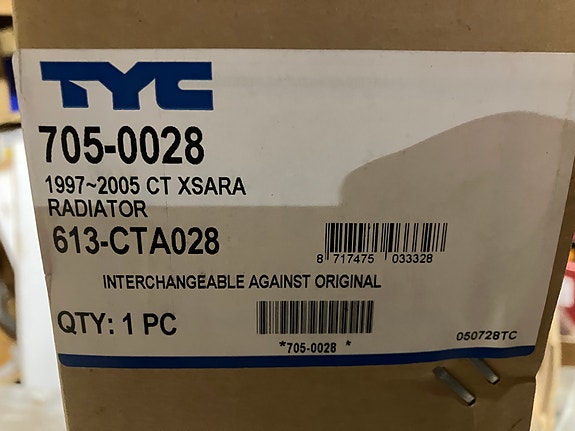 TYC
705-0028
1997~2005 CT XSARA
RADIATOR
613-CTA028
8 717475 033328
INTERCHANGEABLE AGAINST ORIGINAL
QTY: 1 PC
*705-0028 *
050728TC